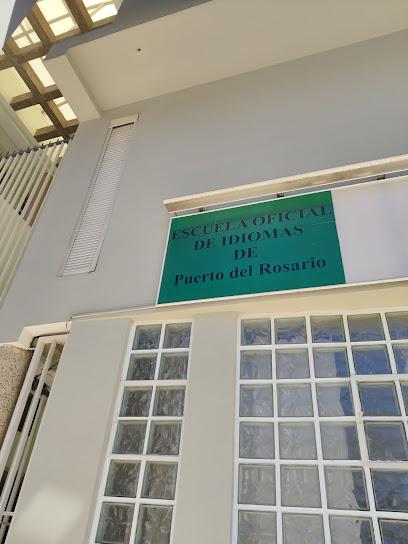 ESCUELA OFICIAL
DE IDIOMAS
DE
Puerto del Rosario